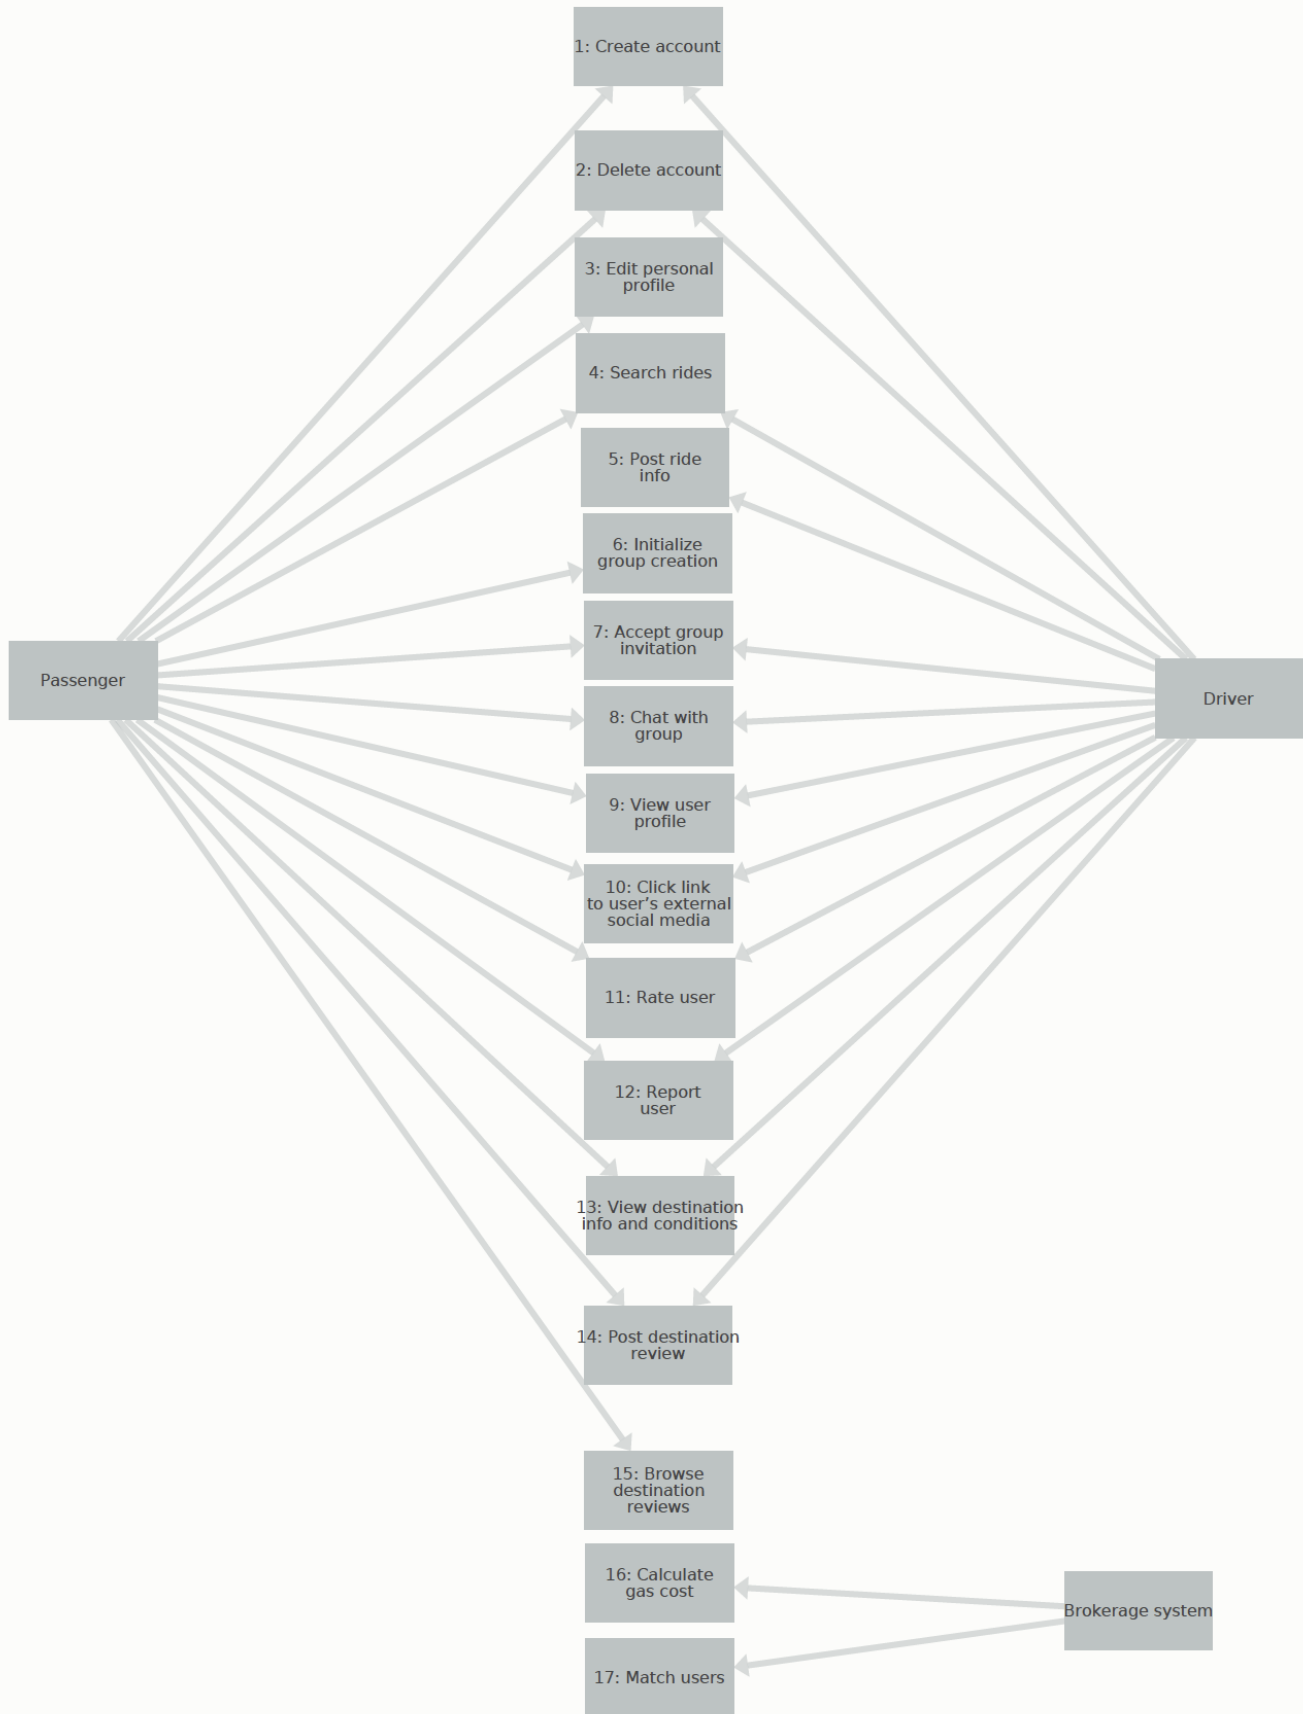 1: Create account
2: Delete account
3: Edit personal
profile
4: Search rides
5: Post ride
info
6: Initialize
group creation
7: Accept group
invitation
Passenger
Driver
8: Chat with
group
9: View user
profile
10: Click link
to user’s external
social media
11: Rate user
12: Report
user
13: View destination
info and conditions
14: Post destination
review
15: Browse
destination
reviews
16: Calculate
gas cost
Brokerage system
17: Match users